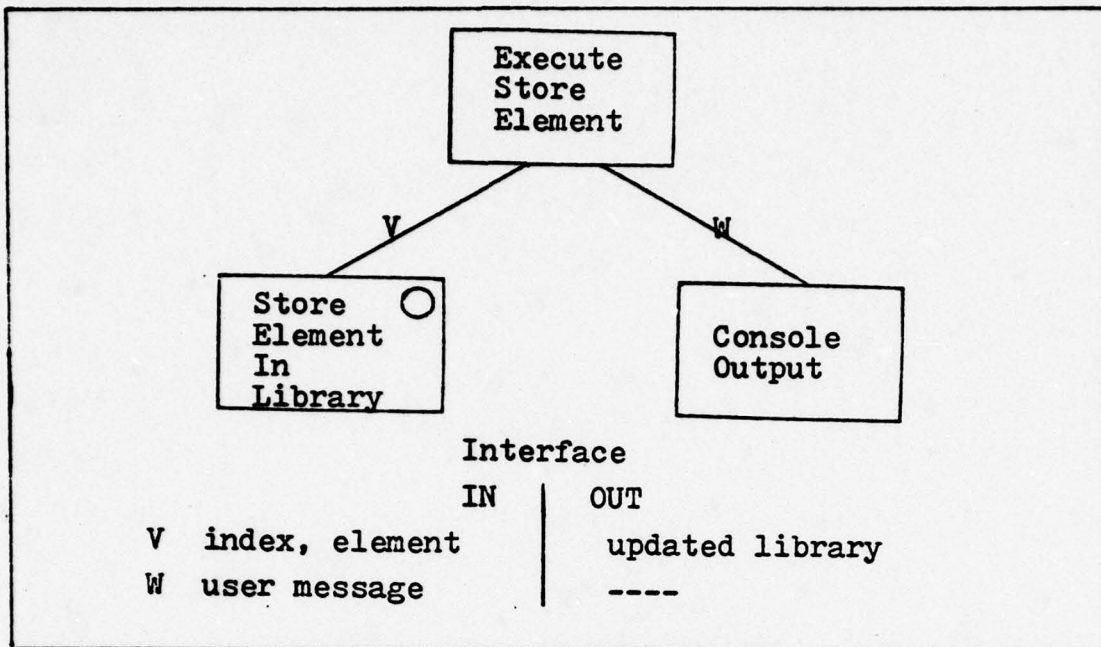 Execute
Store
Element
V
W
Store
Element
In
Library
Console
Output
Interface
IN OUT
V index, element updated library
W user message ----